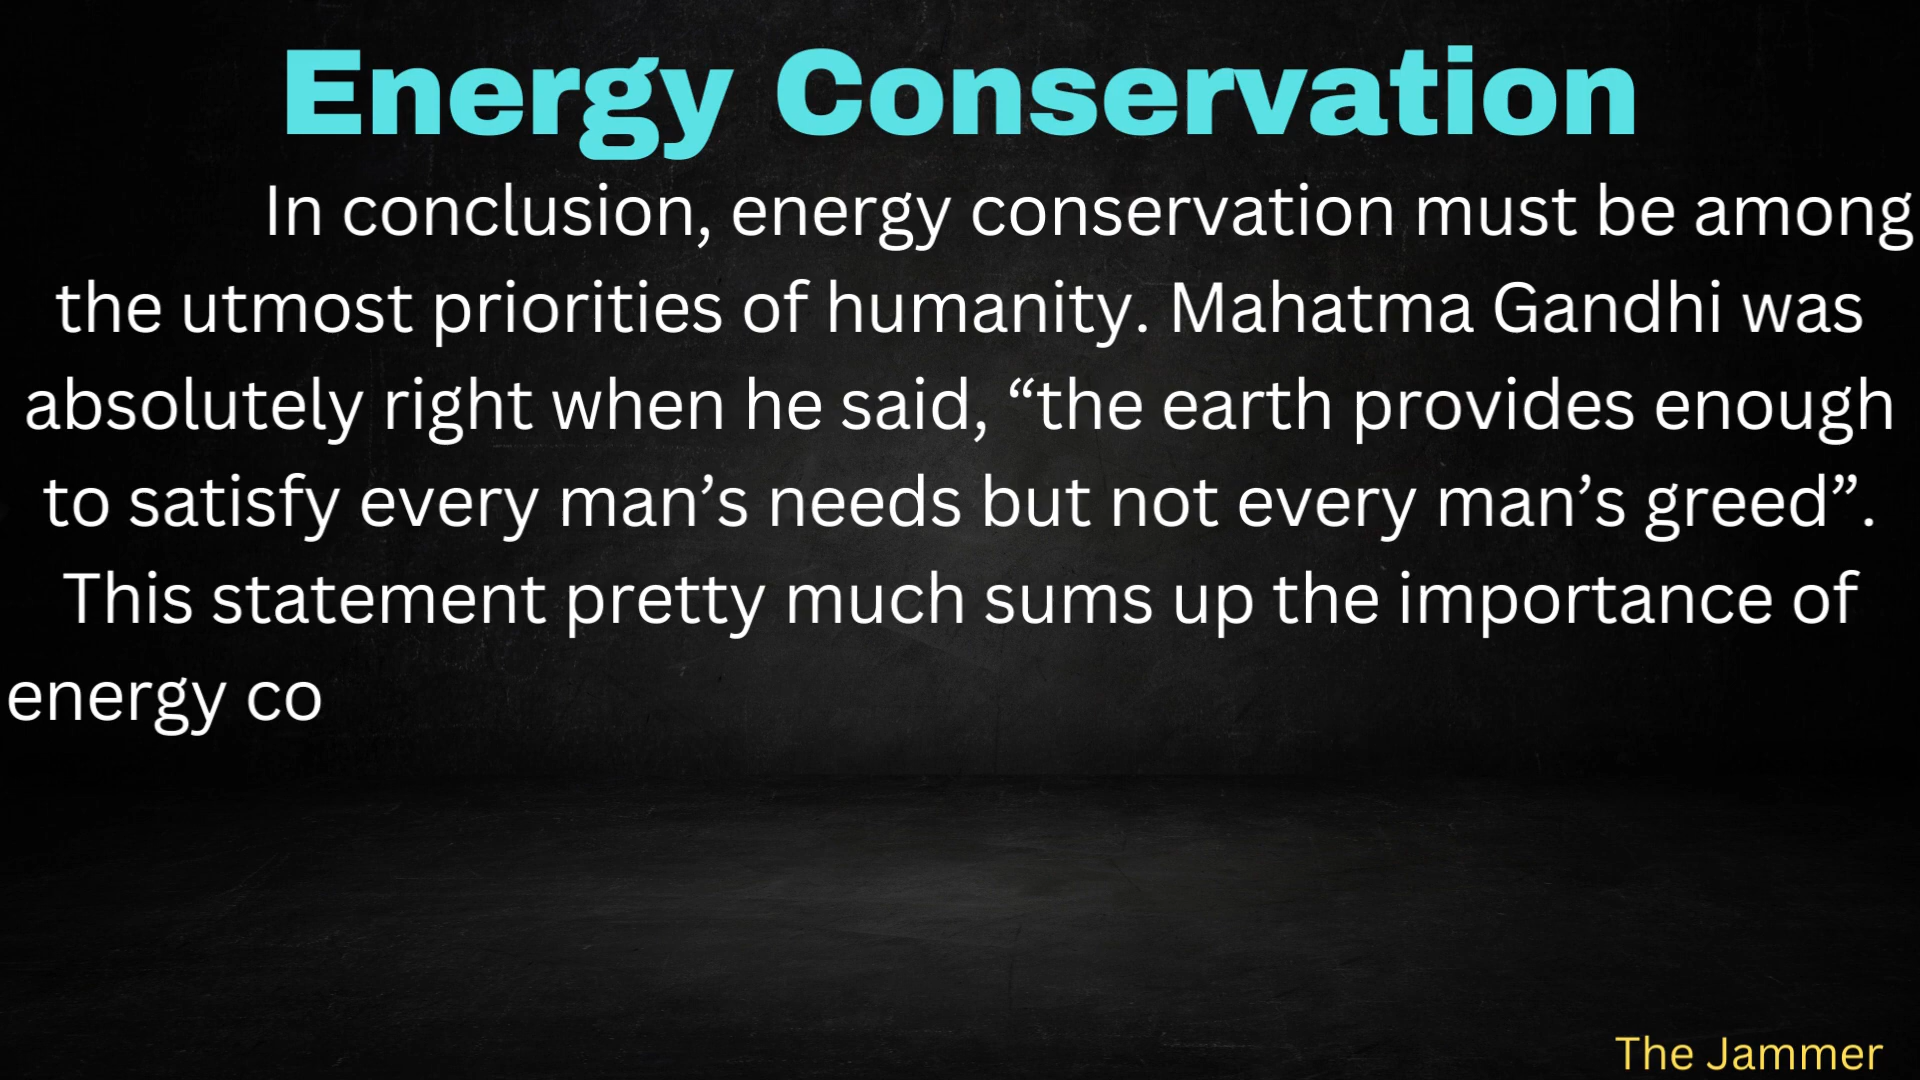 Energy Conservation
In conclusion, energy conservation must be among
the utmost priorities of humanity. Mahatma Gandhi was
absolutely right when he said, “the earth provides enough
to satisfy every man’s needs but not every man’s greed”.
This statement pretty much sums up the importance of
energy co
The Jammer